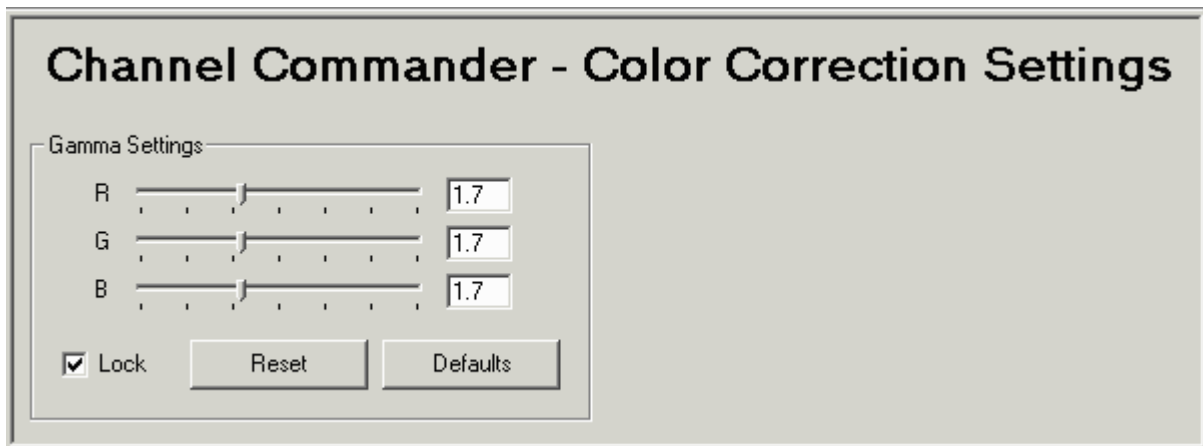 Channel Commander - Color Correction Settings
Gamma Settings
R 1.7
G 1.7
B 1.7
Lock Reset Defaults